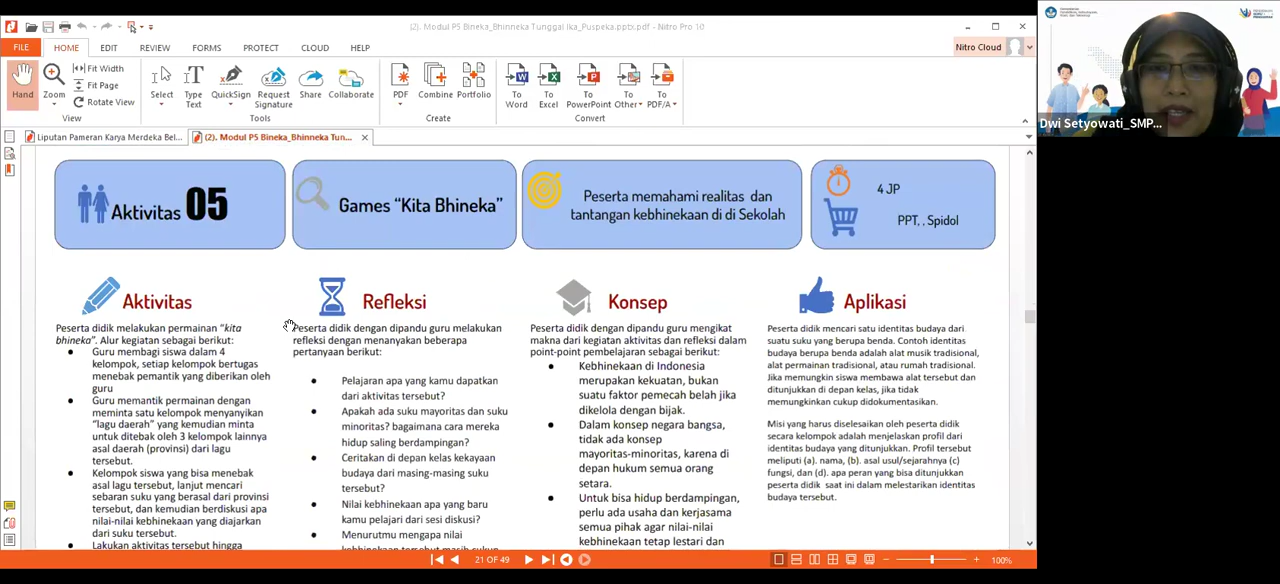 (2). Modul P5 Bineka_Bhinneka Tunggal Ika_Puspeka.pptx.pdf - Nitro Pro 10
FILE HOME EDIT REVIEW FORMS PROTECT CLOUD HELP
Nitro Cloud
Hand
Zoom
Fit Width
Fit Page
Rotate View
View
Select
Type Text
QuickSign
Request Signature
Share
Collaborate
Tools
PDF
Combine
Portfolio
Create
To Word
To Excel
To PowerPoint
To Other
To PDF/A
Convert
Liputan Pameran Karya Merdeka Bel...
(2). Modul P5 Bineka_Bhinneka Tun...
Aktivitas 05
Games “Kita Bhineka”
Peserta memahami realitas dan
tantangan kebhinekaan di di Sekolah
4 JP
PPT, , Spidol
Aktivitas
Peserta didik melakukan permainan “kita
bhineka”. Alur kegiatan sebagai berikut:
● Guru membagi siswa dalam 4
kelompok, setiap kelompok bertugas
menebak pemantik yang diberikan oleh
guru
● Guru memantik permainan dengan
meminta satu kelompok menyanyikan
“lagu daerah” yang kemudian minta
untuk ditebak oleh 3 kelompok lainnya
asal daerah (provinsi) dari lagu
tersebut.
● Kelompok siswa yang bisa menebak
asal lagu tersebut, lanjut mencari
sebaran suku yang berasal dari provinsi
tersebut, dan kemudian berdiskusi apa
nilai-nilai kebhinekaan yang diajarkan
dari suku tersebut.
● Lakukan aktivitas tersebut hingga
Refleksi
Peserta didik dengan dipandu guru melakukan
refleksi dengan menanyakan beberapa
pertanyaan berikut:
● Pelajaran apa yang kamu dapatkan
dari aktivitas tersebut?
● Apakah ada suku mayoritas dan suku
minoritas? bagaimana cara mereka
hidup saling berdampingan?
● Ceritakan di depan kelas kekayaan
budaya dari masing-masing suku
tersebut?
● Nilai kebhinekaan apa yang baru
kamu pelajari dari sesi diskusi?
● Menurutmu mengapa nilai
kebhinekaan tersebut masih
Konsep
Peserta didik dengan dipandu guru mengikat
makna dari kegiatan aktivitas dan refleksi dalam
point-point pembelajaran sebagai berikut:
● Kebhinekaan di Indonesia
merupakan kekuatan, bukan
suatu faktor pemecah belah jika
dikelola dengan bijak.
● Dalam konsep negara bangsa,
tidak ada konsep
mayoritas-minoritas, karena di
depan hukum semua orang
setara.
● Untuk bisa hidup berdampingan,
perlu ada usaha dan kerjasama
semua pihak agar nilai-nilai
kebhinekaan tetap lestari dan
Aplikasi
Peserta didik mencari satu identitas budaya dari
suatu suku yang berupa benda. Contoh identitas
budaya berupa benda adalah alat musik tradisional,
alat permainan tradisional, atau rumah tradisional.
Jika memungkin siswa membawa alat tersebut dan
ditunjukkan di depan kelas, jika tidak
memungkinkan cukup didokumentasikan.
Misi yang harus diselesaikan oleh peserta didik
secara kelompok adalah menjelaskan profil dari
identitas budaya yang ditunjukkan. Profil tersebut
meliputi (a). nama, (b). asal usul/sejarahnya (c)
fungsi, dan (d). apa peran yang bisa ditunjukkan
peserta didik saat ini dalam melestarikan identitas
budaya tersebut.
21 OF 49
100%
Dwi Setyowati_SMP...